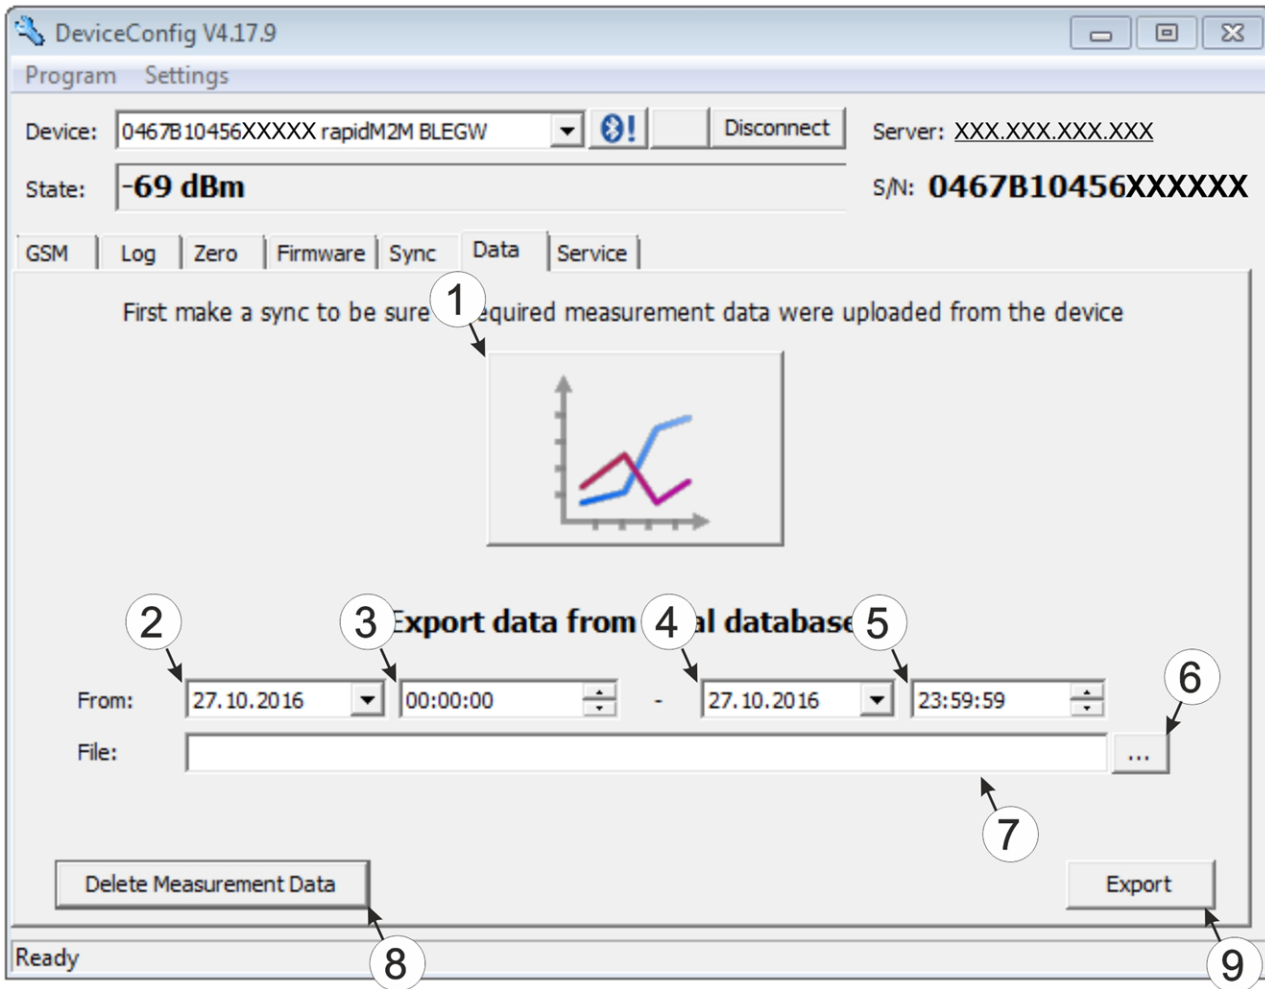 DeviceConfig V4.17.9
Program Settings
Device: 0467B10456XXXXX rapidM2M BLEGW Disconnect Server: XXX.XXX.XXX.XXX
State: -69 dBm S/N: 0467B10456XXXXXX
GSM Log Zero Firmware Sync Data Service
1
First make a sync to be sure equired measurement data were uploaded from the device
2 3 Export data from 4 al database 5
6
From: 27.10.2016 00:00:00 - 27.10.2016 23:59:59
File: ...
7
Delete Measurement Data Export
8 9
Ready